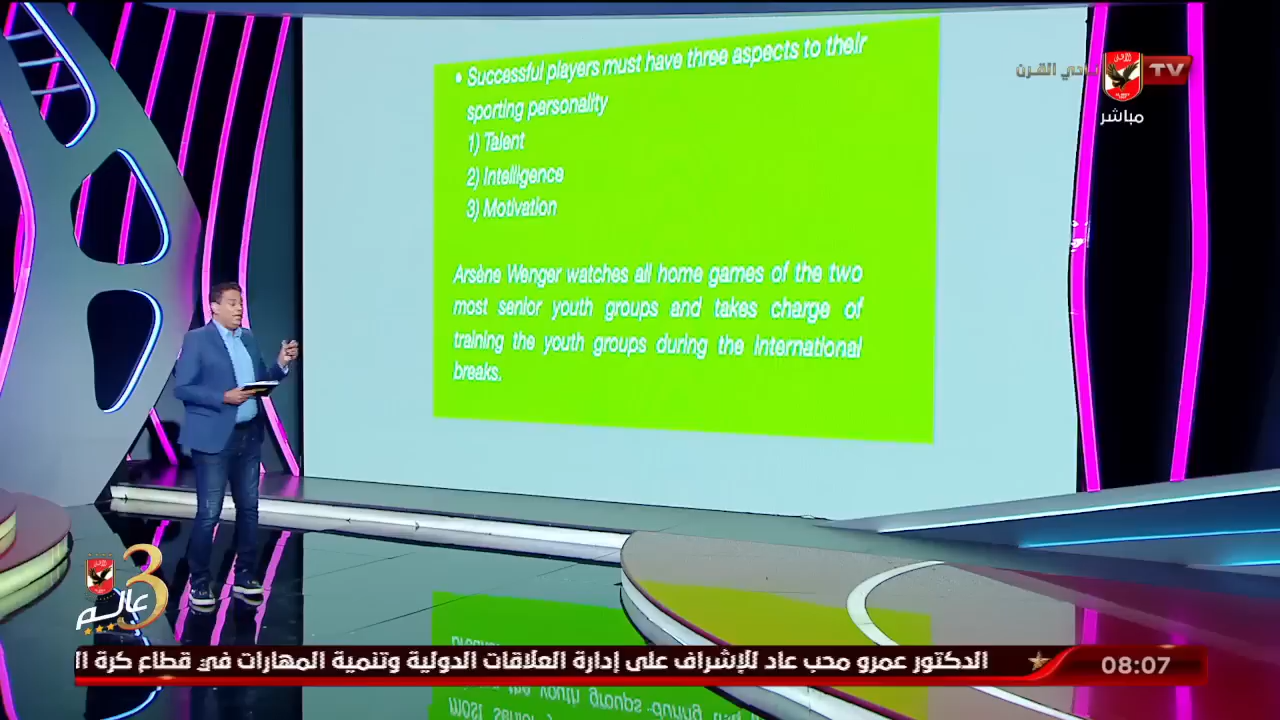 • Successful players must have three aspects to their
sporting personality
1) Talent
2) Intelligence
3) Motivation
Arsène Wenger watches all home games of the two
most senior youth groups and takes charge of
training the youth groups during the international
breaks.
القرن
TV
مباشر
3
عالم
الدكتور عمرو محب عاد للإشراف على إدارة العلاقات الدولية وتنمية المهارات في قطاع كرة ال
08:07